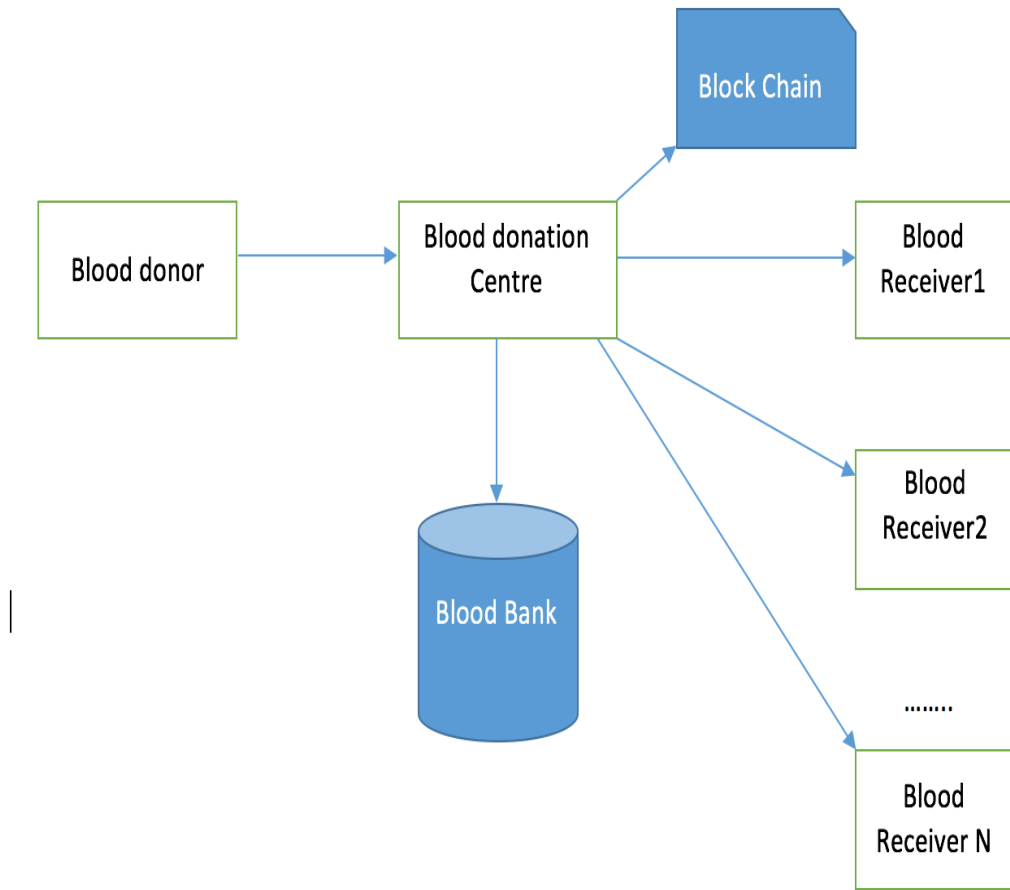 Block Chain
Blood donor
Blood donation
Centre
Blood
Receiver1
Blood
Receiver2
Blood Bank
........
Blood
Receiver N